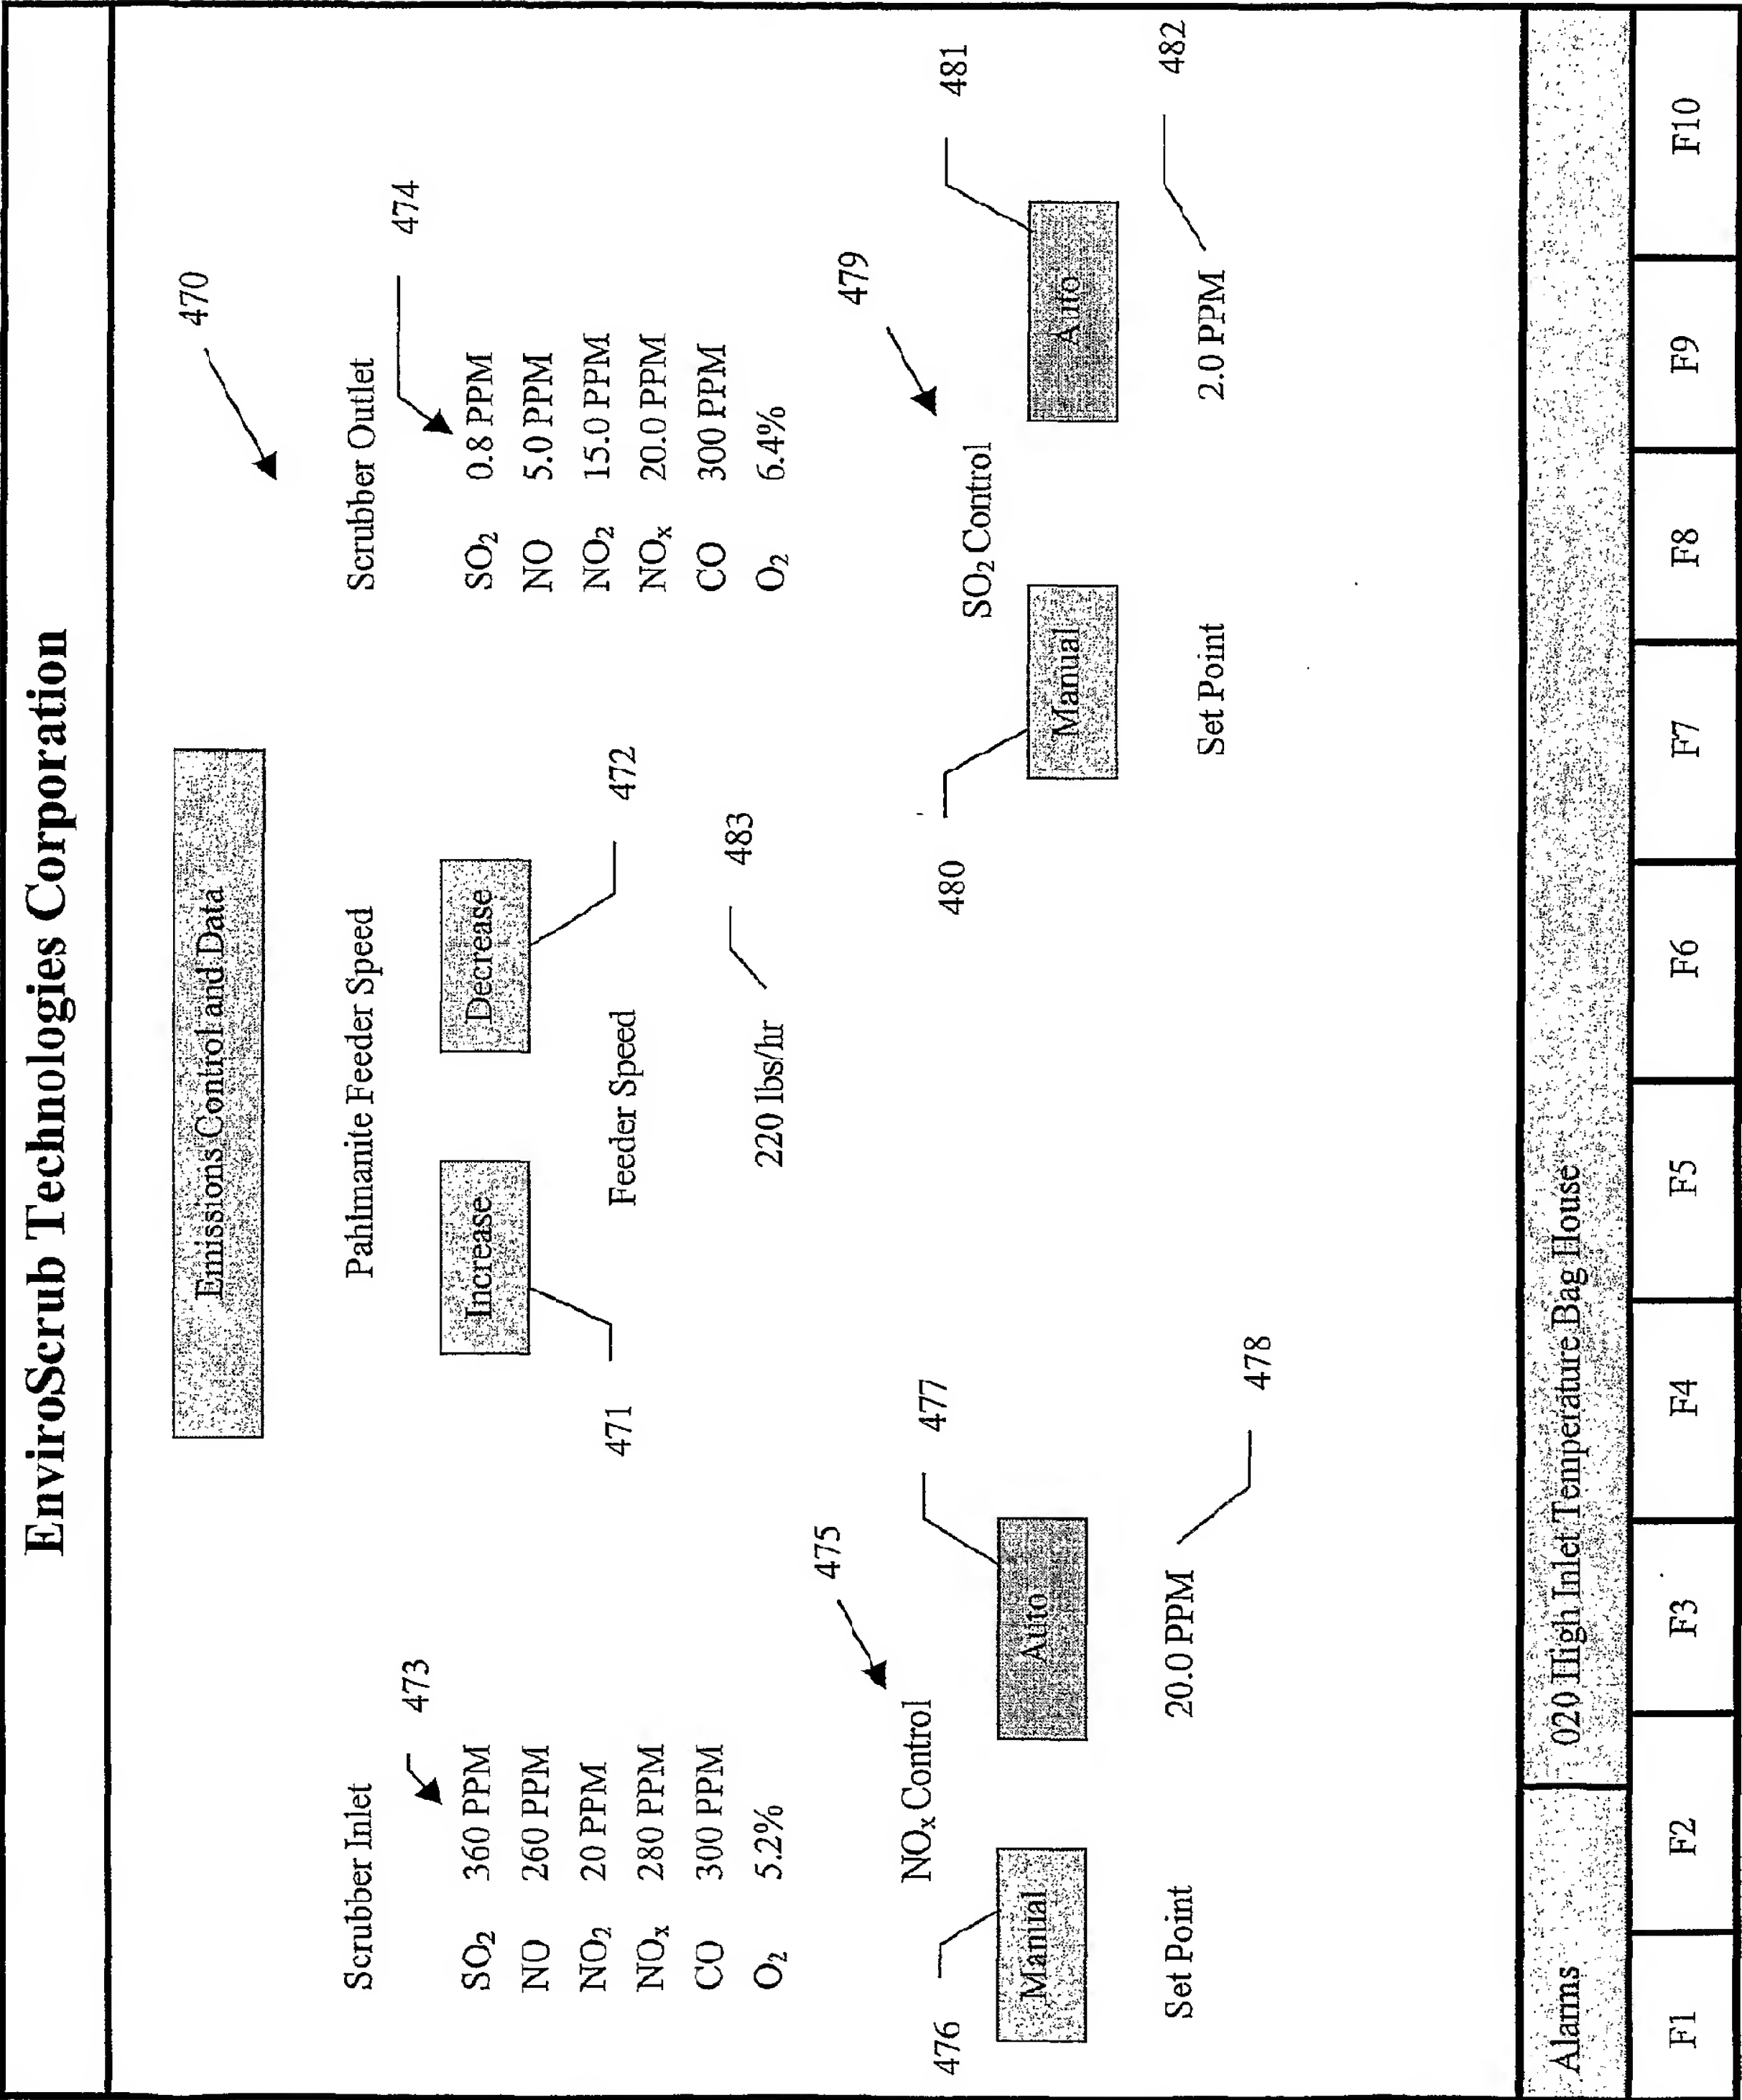 EnviroScrub Technologies Corporation
470
Emissions Control and Data
Scrubber Inlet
Pahlmanite Feeder Speed
Scrubber Outlet
473
474
SO₂ 360 PPM
NO 260 PPM
NO₂ 20 PPM
NOₓ 280 PPM
CO 300 PPM
O₂ 5.2%
Increase
Decrease
471
Feeder Speed
472
220 lbs/hr
483
SO₂ 0.8 PPM
NO 5.0 PPM
NO₂ 15.0 PPM
NOₓ 20.0 PPM
CO 300 PPM
O₂ 6.4%
475
NOₓ Control
476
477
Manual
Auto
Set Point
20.0 PPM
478
479
SO₂ Control
480
481
Manual
Auto
482
Set Point
2.0 PPM
Alarms
020 High Inlet Temperature Bag House
F1 F2 F3 F4 F5 F6 F7 F8 F9 F10